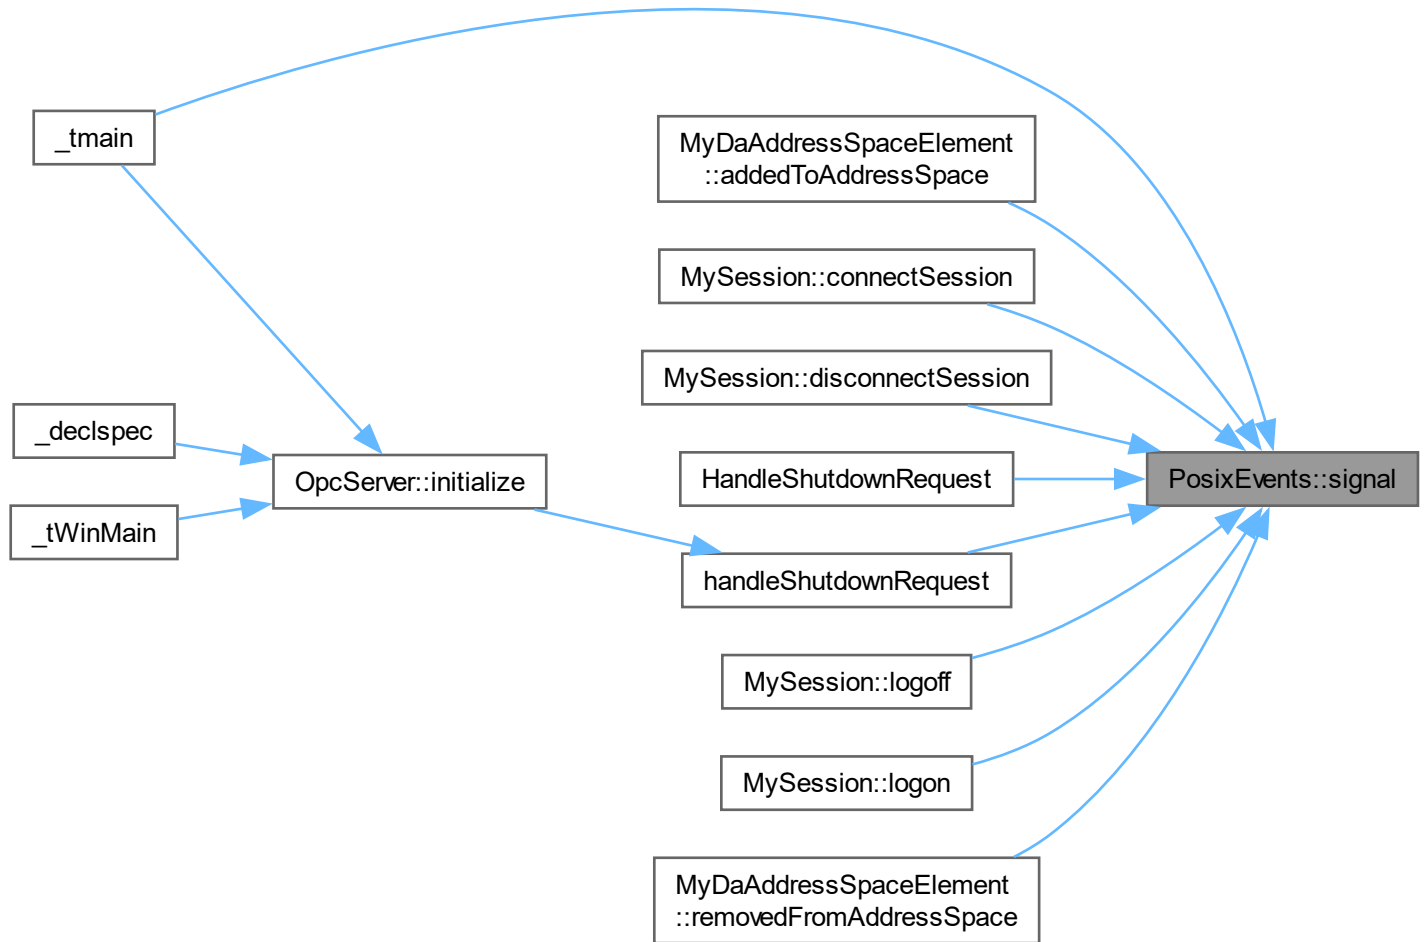 _tmain
MyDaAddressSpaceElement
::addedToAddressSpace
MySession::connectSession
MySession::disconnectSession
_declspec
OpcServer::initialize
HandleShutdownRequest
PosixEvents::signal
_tWinMain
handleShutdownRequest
MySession::logoff
MySession::logon
MyDaAddressSpaceElement
::removedFromAddressSpace